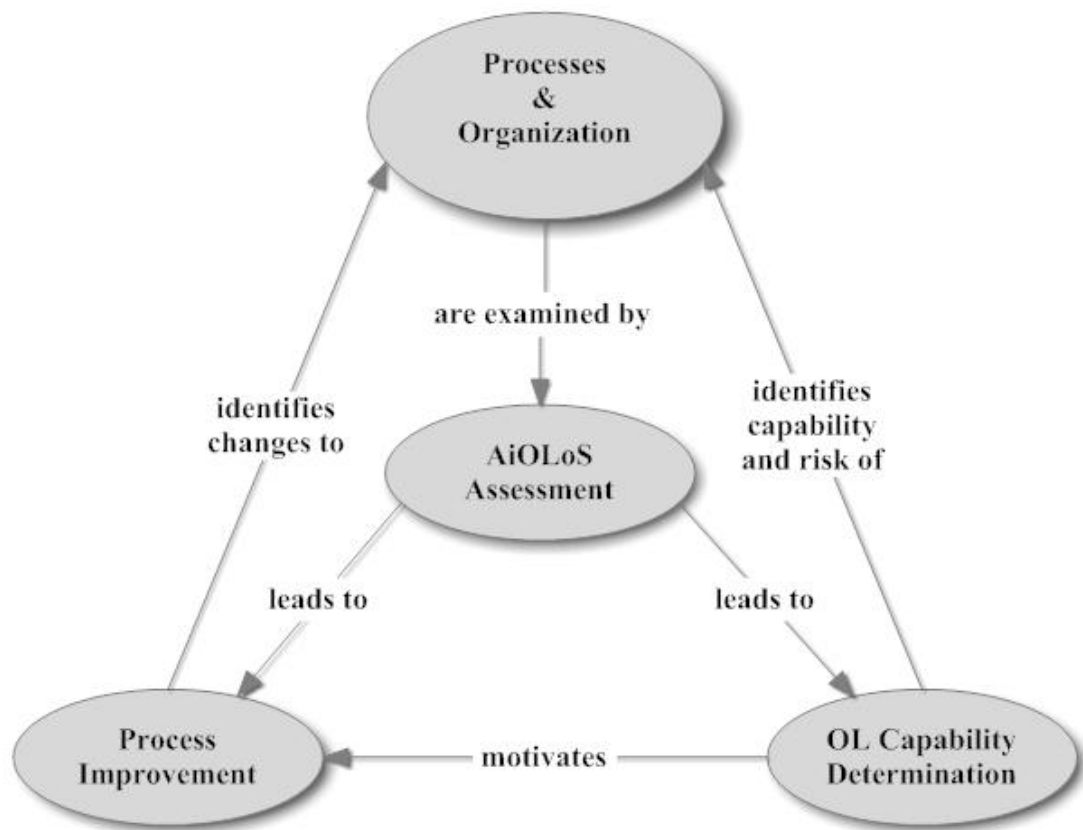 Processes
&
Organization
are examined by
identifies
changes to
identifies
capability
and risk of
AiOLoS
Assessment
leads to
leads to
Process
Improvement
motivates
OL Capability
Determination